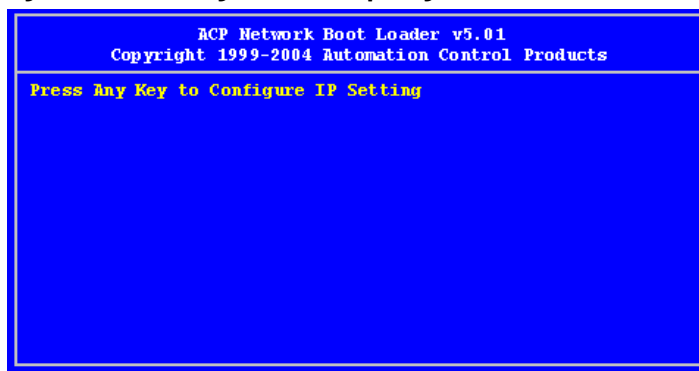 ACP Network Boot Loader v5.01
Copyright 1999-2004 Automation Control Products
Press Any Key to Configure IP Setting